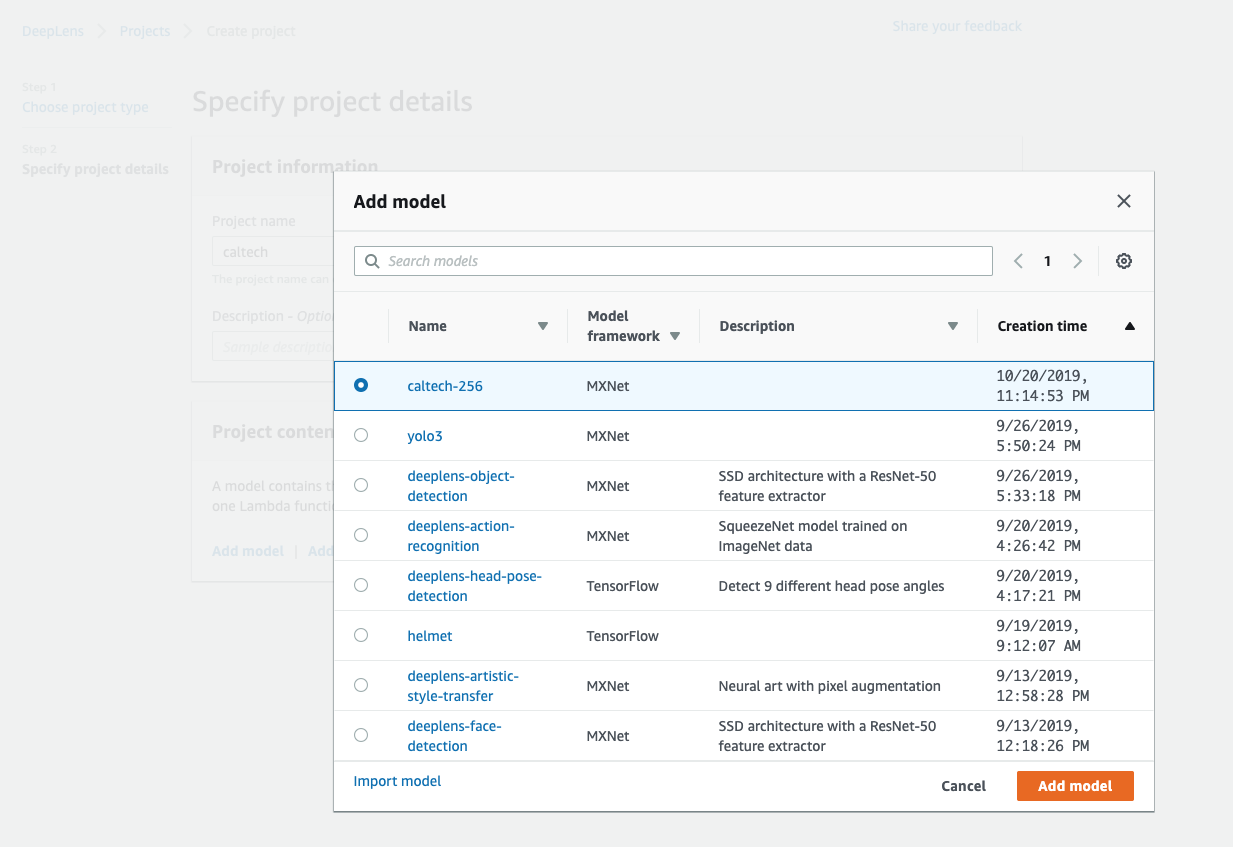 DeepLens
Projects
Create project
Share your feedback
Step 1
Choose project type
Step 2
Specify project details
Specify project details
Project information
Project name
caltech
The project name can
Description - Optio
Sample description
Project conten
A model contains th
one Lambda functi
Add model | Add
Add model
Search models
1
Name
Model
framework
Description
Creation time
caltech-256
MXNet
10/20/2019,
11:14:53 PM
yolo3
MXNet
9/26/2019,
5:50:24 PM
deeplens-object-
detection
MXNet
SSD architecture with a ResNet-50
feature extractor
9/26/2019,
5:33:18 PM
deeplens-action-
recognition
MXNet
SqueezeNet model trained on
ImageNet data
9/20/2019,
4:26:42 PM
deeplens-head-pose-
detection
TensorFlow
Detect 9 different head pose angles
9/20/2019,
4:17:21 PM
helmet
TensorFlow
9/19/2019,
9:12:07 AM
deeplens-artistic-
style-transfer
MXNet
Neural art with pixel augmentation
9/13/2019,
12:58:28 PM
deeplens-face-
detection
MXNet
SSD architecture with a ResNet-50
feature extractor
9/13/2019,
12:18:26 PM
Import model
Cancel
Add model